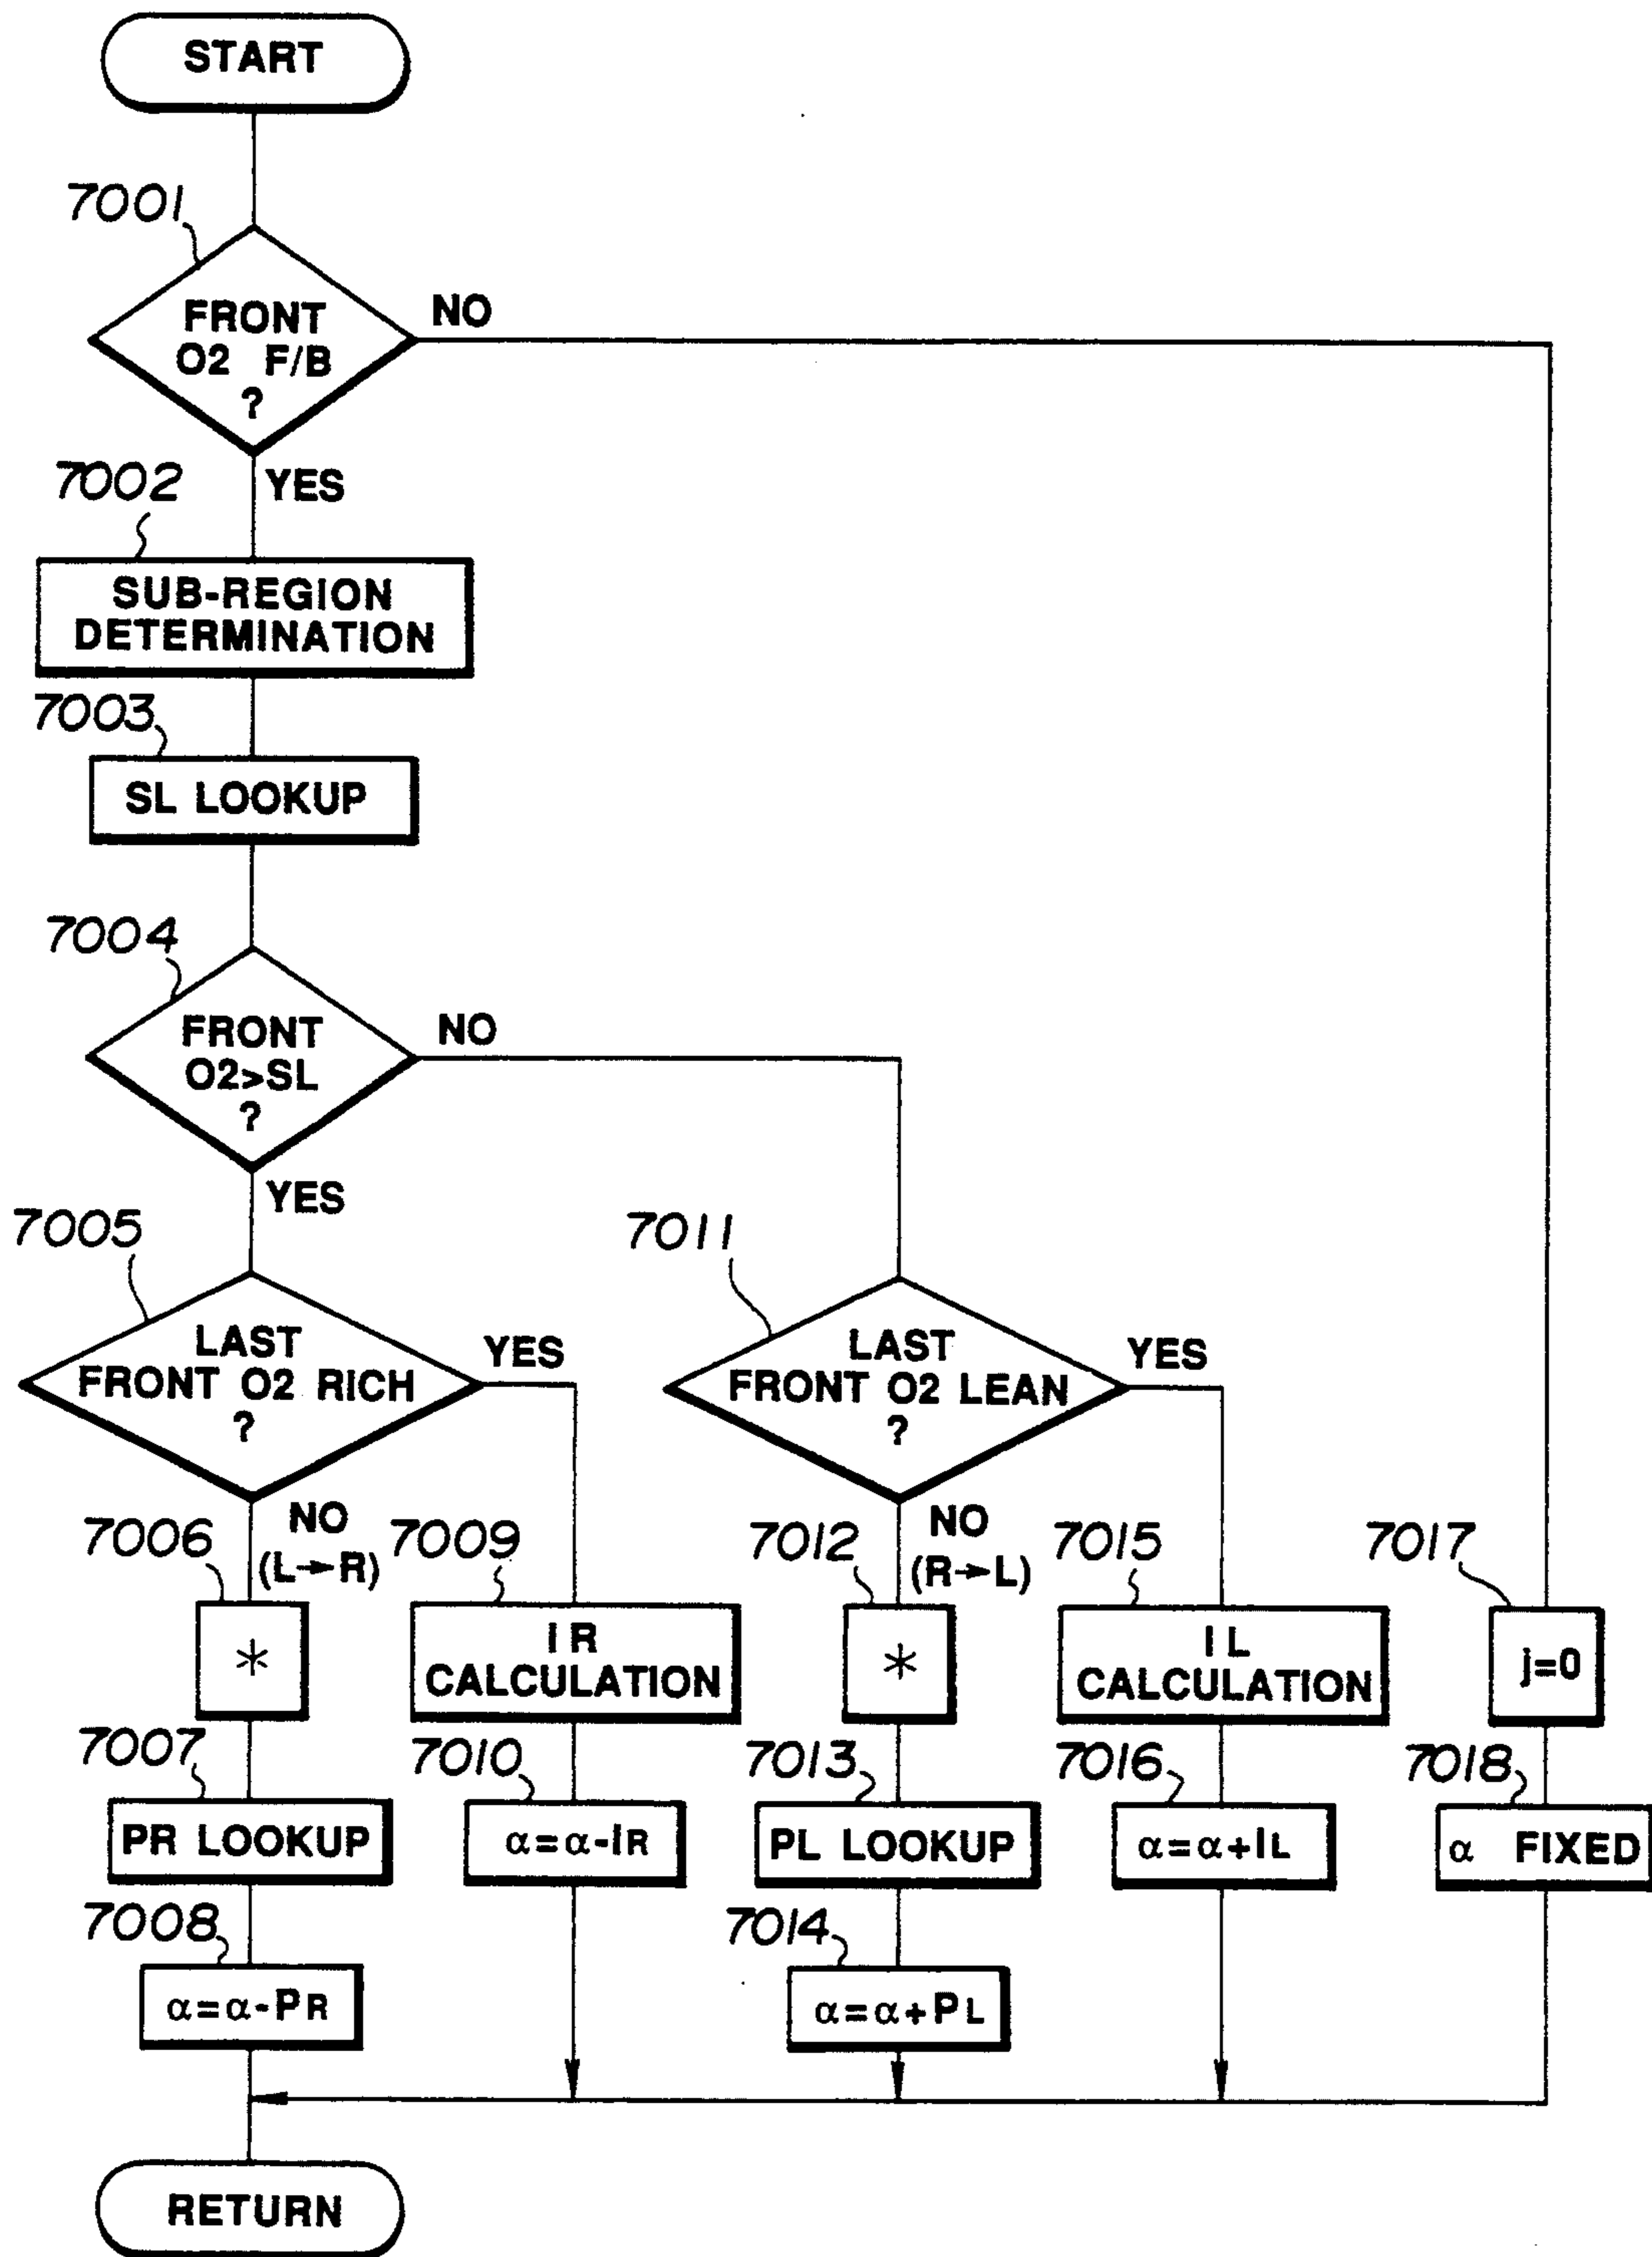 START
7001
FRONT
O2 F/B
?
NO
YES
7002
SUB-REGION
DETERMINATION
7003
SL LOOKUP
7004
FRONT
O2>SL
?
NO
YES
7005
LAST
FRONT O2 RICH
?
YES
7011
LAST
FRONT O2 LEAN
?
YES
NO
(L→R)
NO
(R→L)
7006
*
7009
IR
CALCULATION
7012
*
7015
IL
CALCULATION
7017
j=0
7007
PR LOOKUP
7010
α=α-IR
7013
PL LOOKUP
7016
α=α+IL
7018
α FIXED
7008
α=α-PR
7014
α=α+PL
RETURN